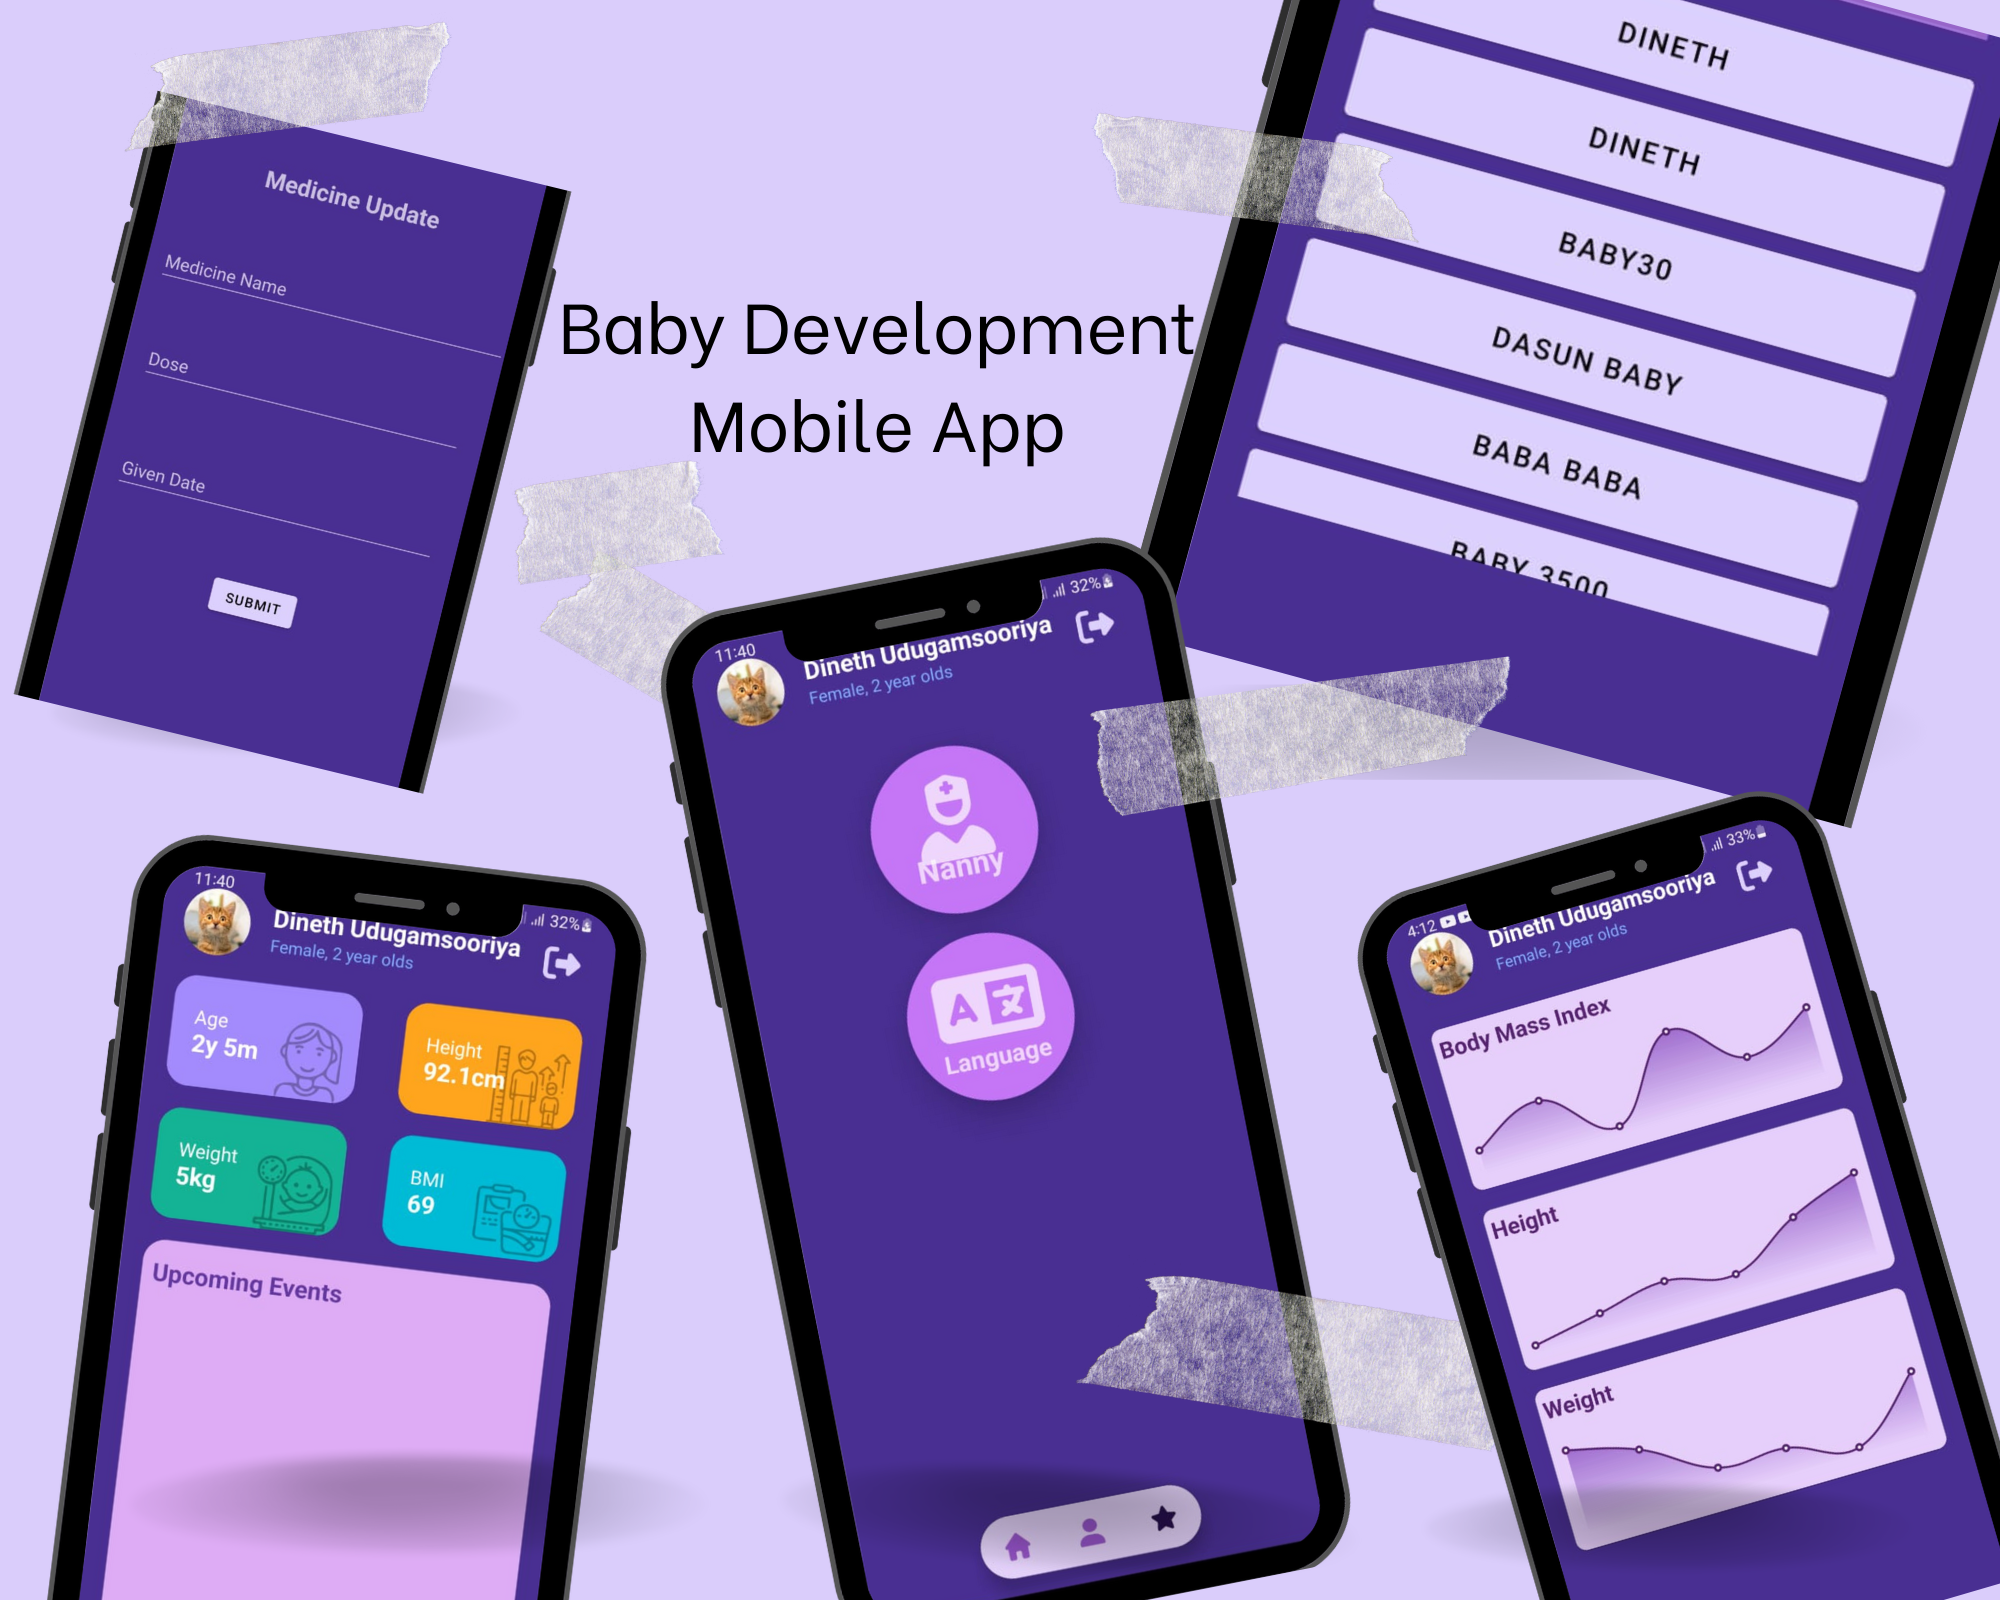 Medicine Update
Medicine Name
Dose
Given Date
SUBMIT
Baby Development
Mobile App
DINETH
DINETH
BABY30
DASUN BABY
BABA BABA
BABY 3500
11:40
32%
Dineth Udugamsooriya
Female, 2 year olds
Nanny
A 文
Language
11:40
32%
Dineth Udugamsooriya
Female, 2 year olds
Age
2y 5m
Height
92.1cm
Weight
5kg
BMI
69
Upcoming Events
4:12
33%
Dineth Udugamsooriya
Female, 2 year olds
Body Mass Index
Height
Weight